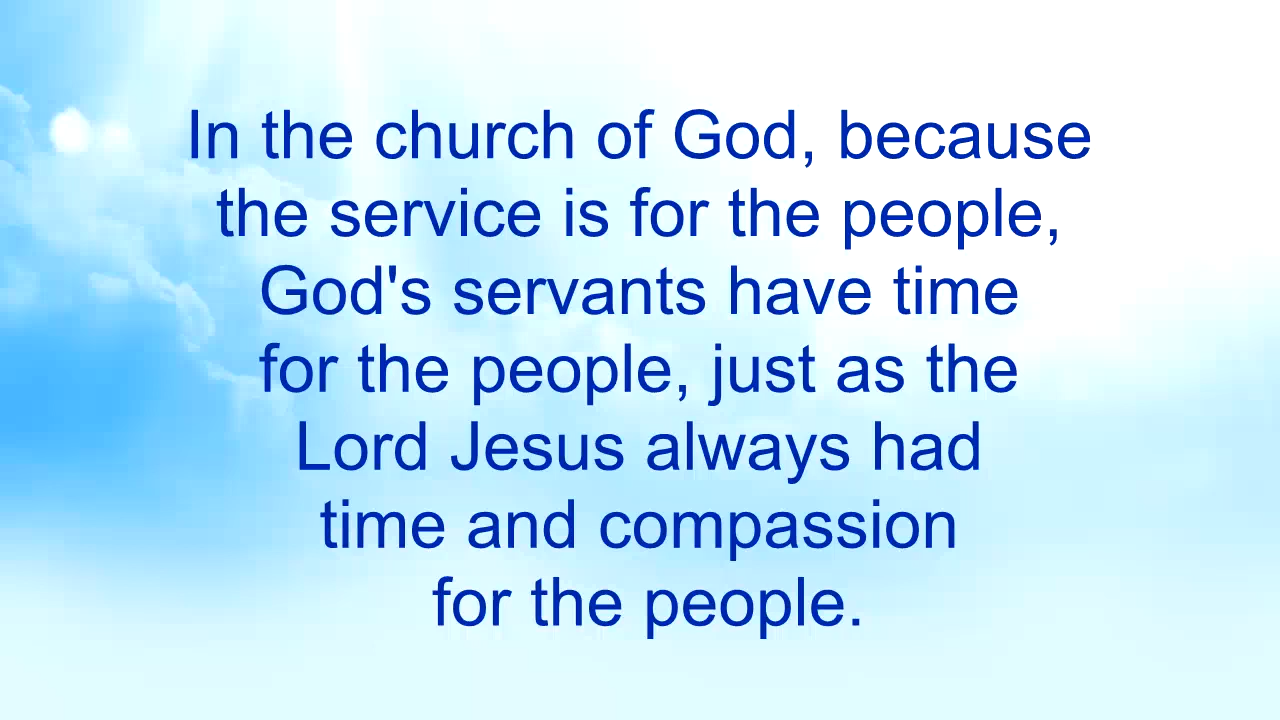 In the church of God, because
the service is for the people,
God's servants have time
for the people, just as the
Lord Jesus always had
time and compassion
for the people.